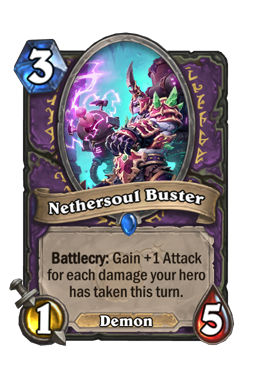 3
Nethersoul Buster
Battlecry: Gain +1 Attack
for each damage your hero
has taken this turn.
1
Demon
5